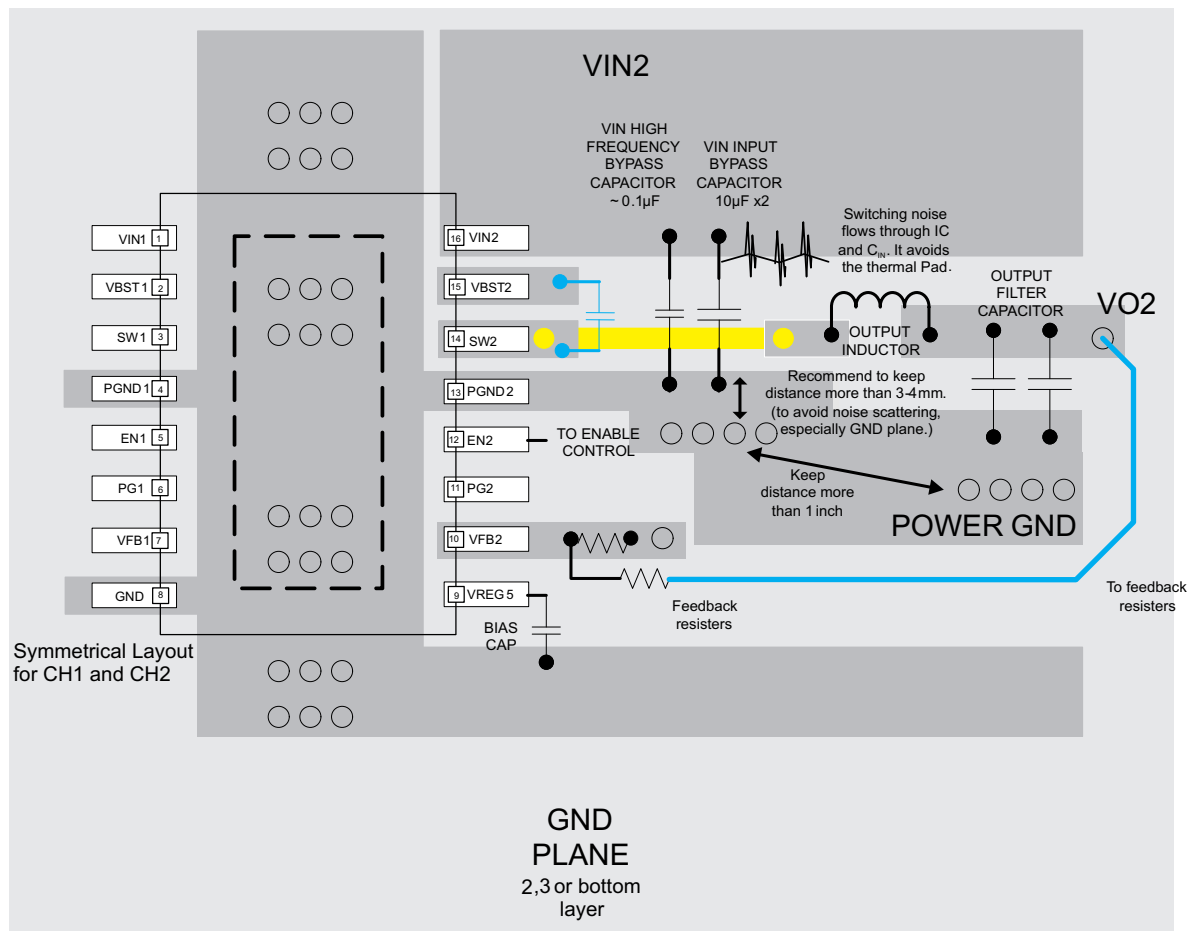 VIN2
VIN HIGH
FREQUENCY
BYPASS
CAPACITOR
~ 0.1µF
VIN INPUT
BYPASS
CAPACITOR
10µF x2
Switching noise
flows through IC
and CIN. It avoids
the thermal Pad.
OUTPUT
FILTER
CAPACITOR
VO2
VIN1 1
VBST1 2
SW1 3
PGND1 4
EN1 5
PG1 6
VFB1 7
GND 8
16 VIN2
15 VBST2
14 SW2
13 PGND2
12 EN2
11 PG2
10 VFB2
9 VREG5
OUTPUT
INDUCTOR
Recommend to keep
distance more than 3-4mm.
(to avoid noise scattering,
especially GND plane.)
TO ENABLE
CONTROL
Keep
distance more
than 1 inch
POWER GND
To feedback
resisters
Feedback
resisters
BIAS
CAP
Symmetrical Layout
for CH1 and CH2
GND
PLANE
2,3 or bottom
layer